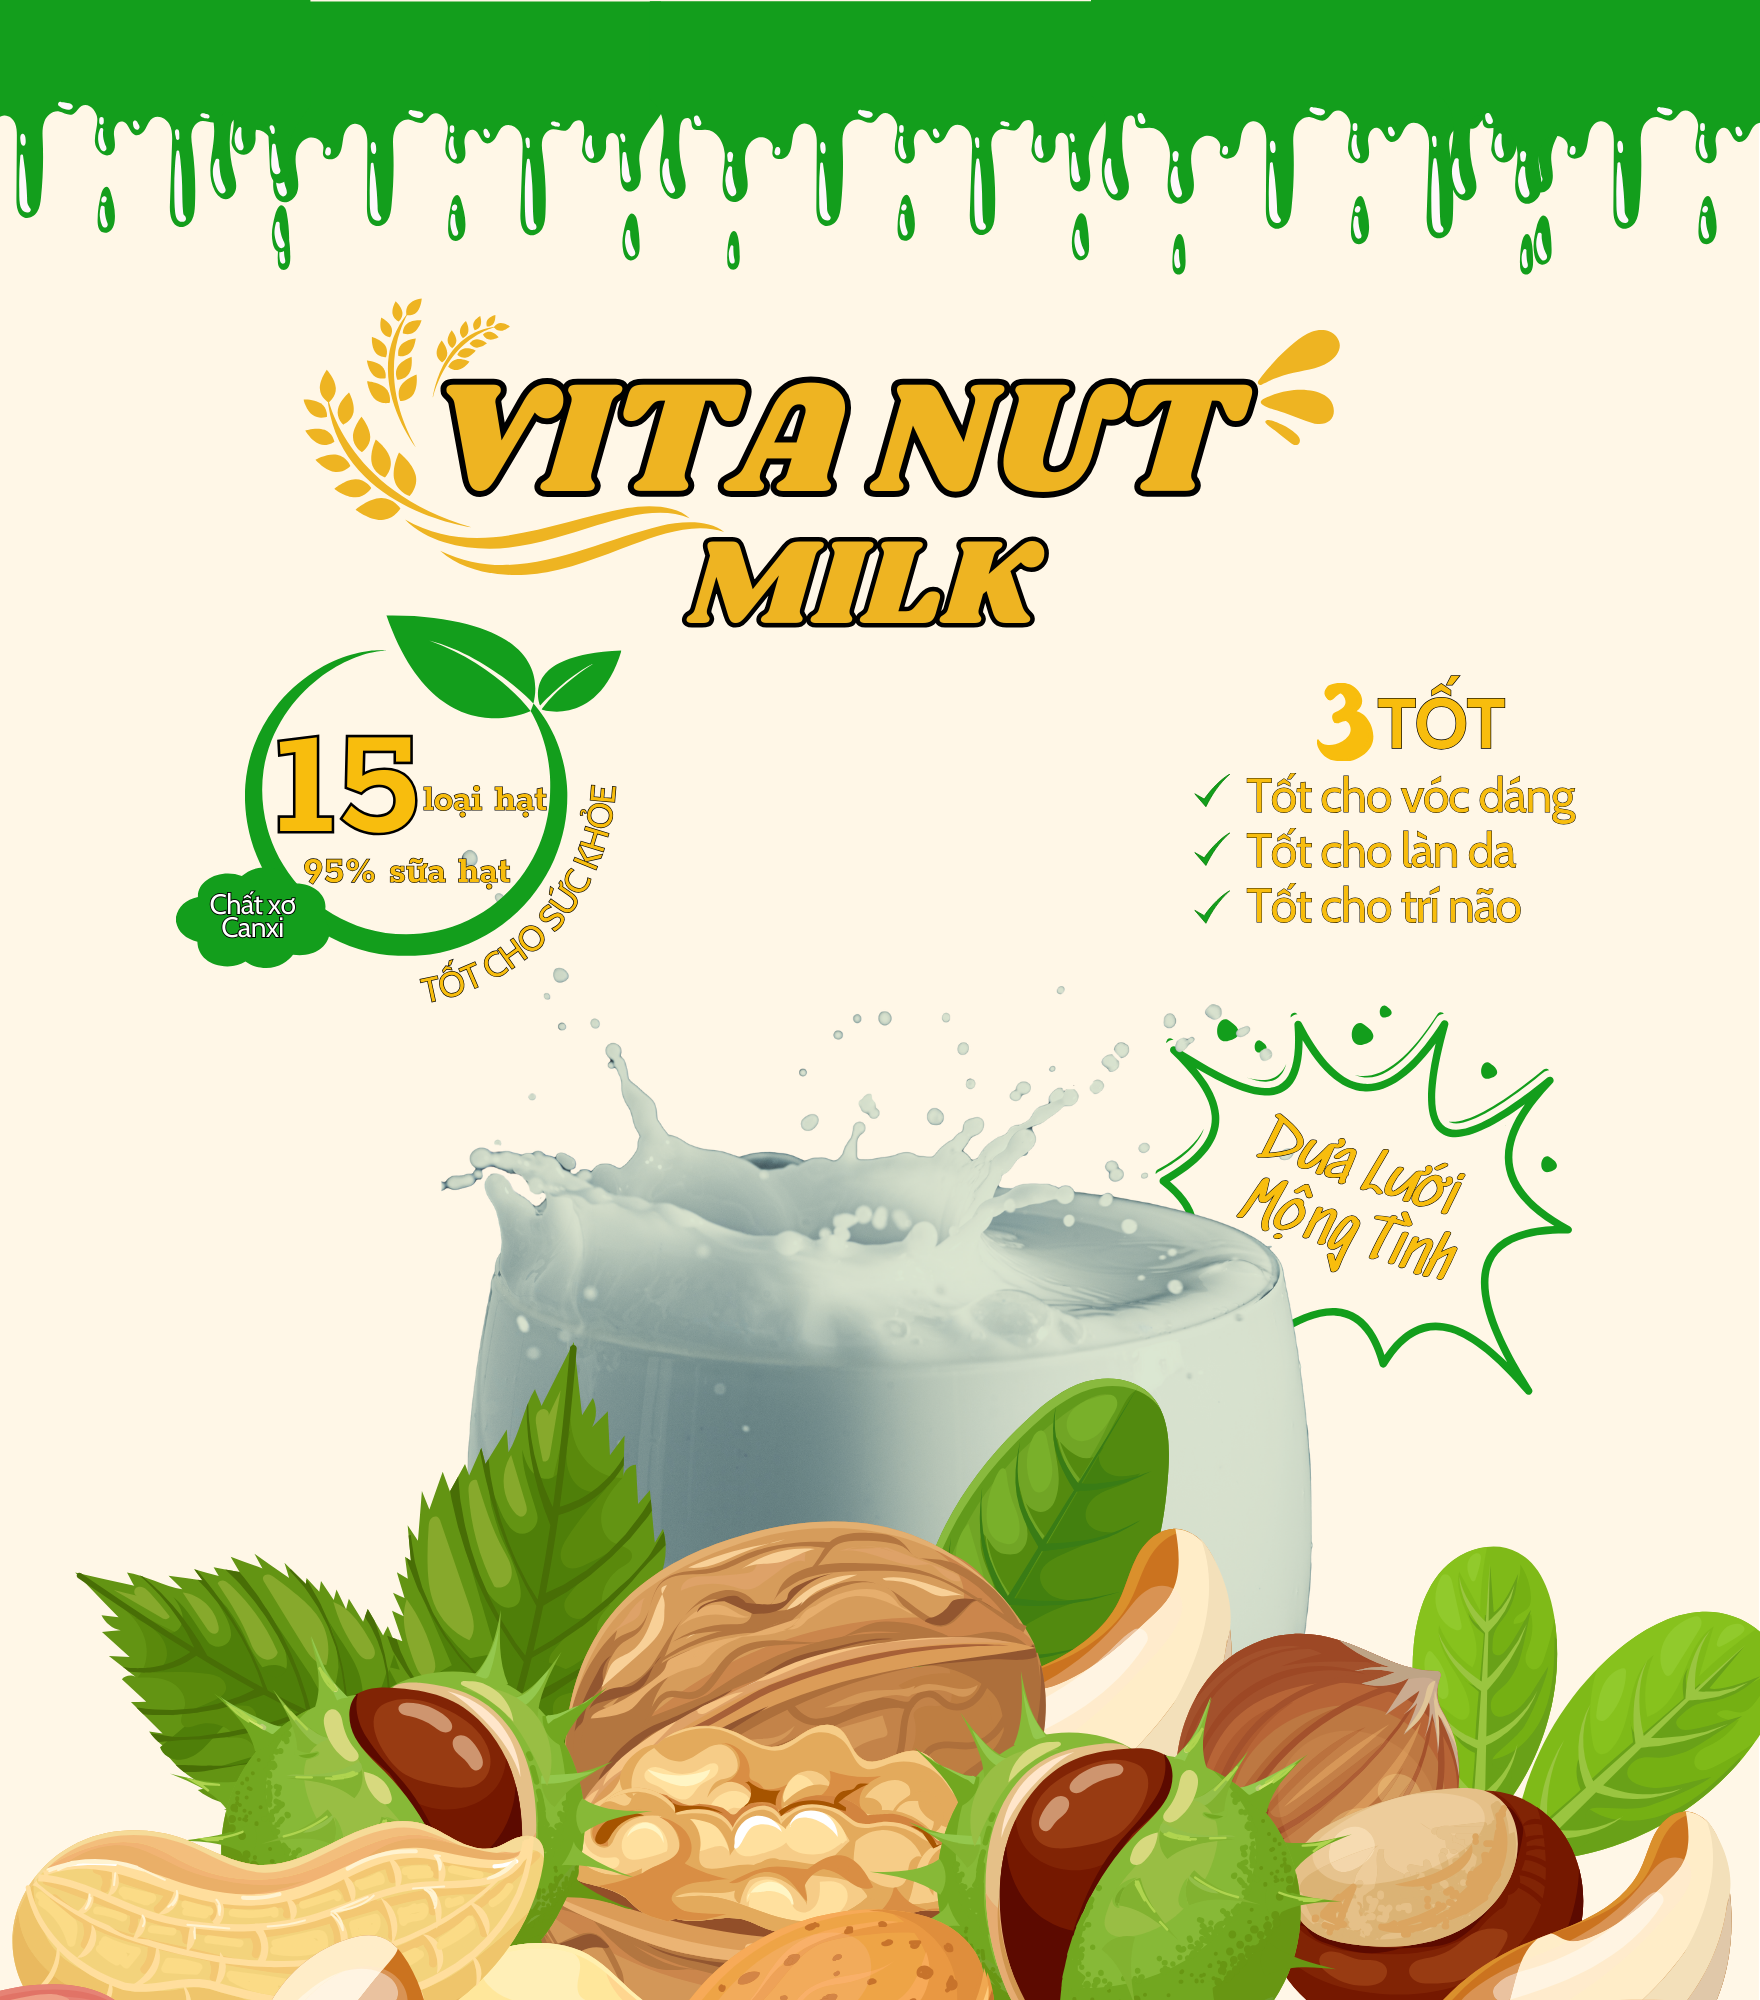 VITA NUT
MILK
15 loại hạt
95% sữa hạt
Chất xơ
Canxi
TỐT CHO SỨC KHỎE
3 TỐT
Tốt cho vóc dáng
Tốt cho làn da
Tốt cho trí não
Dưa Lưới
Mộng Tình